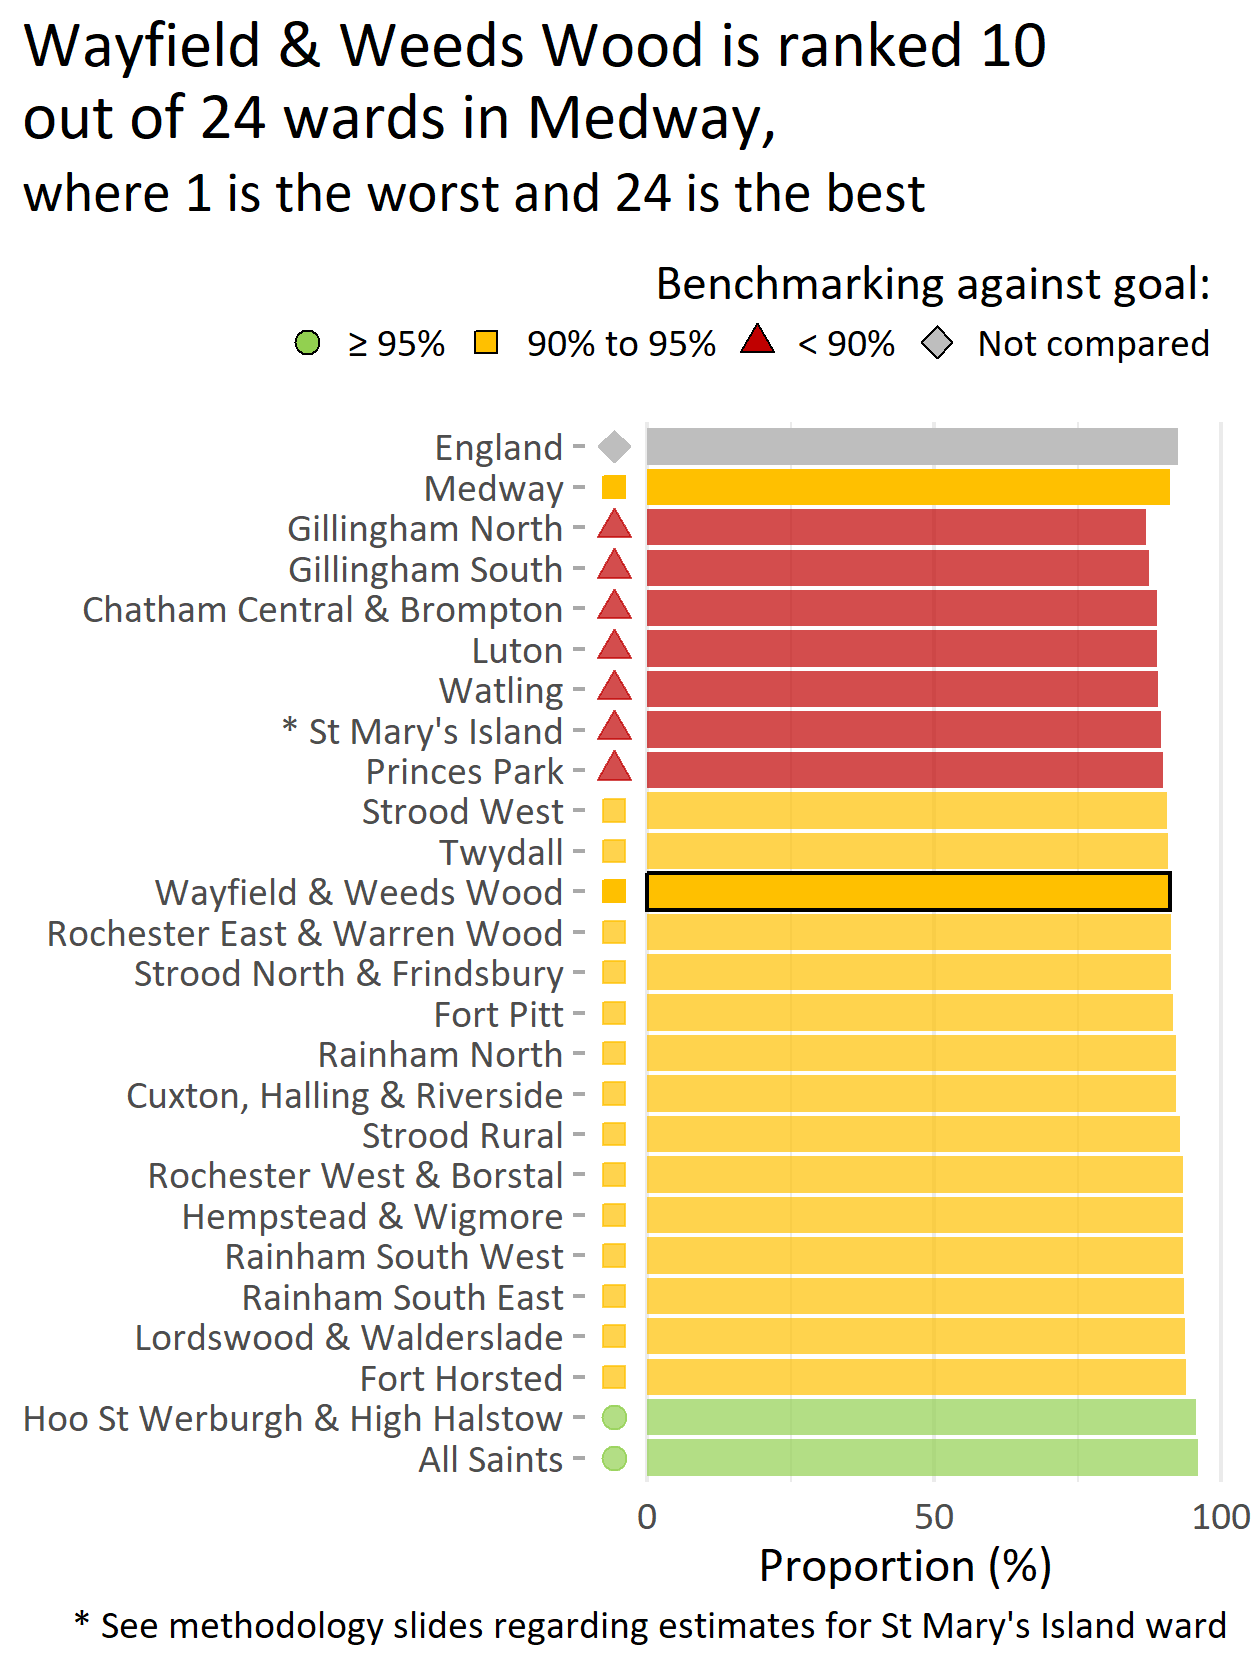 Wayfield & Weeds Wood is ranked 10
out of 24 wards in Medway,
where 1 is the worst and 24 is the best
Benchmarking against goal:
≥ 95% 90% to 95% < 90% Not compared
England
Medway
Gillingham North
Gillingham South
Chatham Central & Brompton
Luton
Watling
* St Mary's Island
Princes Park
Strood West
Twydall
Wayfield & Weeds Wood
Rochester East & Warren Wood
Strood North & Frindsbury
Fort Pitt
Rainham North
Cuxton, Halling & Riverside
Strood Rural
Rochester West & Borstal
Hempstead & Wigmore
Rainham South West
Rainham South East
Lordswood & Walderslade
Fort Horsted
Hoo St Werburgh & High Halstow
All Saints
0 50 100
Proportion (%)
* See methodology slides regarding estimates for St Mary's Island ward